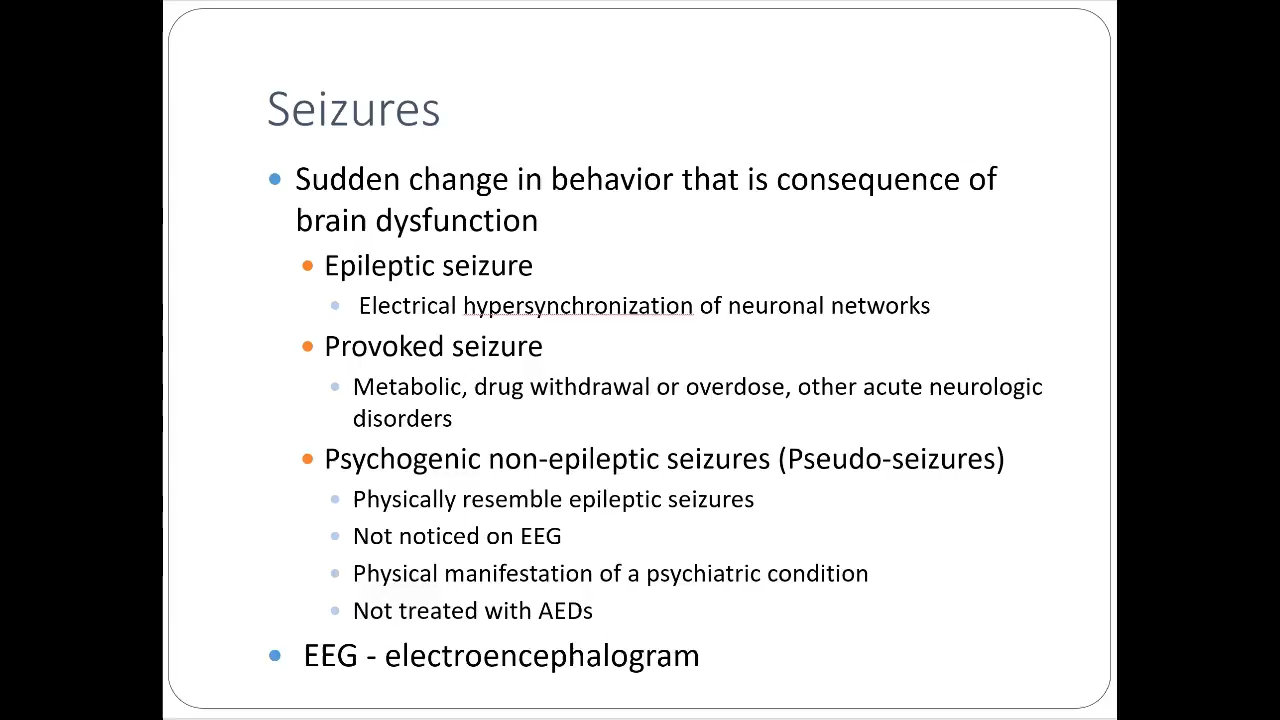 Seizures
• Sudden change in behavior that is consequence of
brain dysfunction
• Epileptic seizure
• Electrical hypersynchronization of neuronal networks
• Provoked seizure
• Metabolic, drug withdrawal or overdose, other acute neurologic
disorders
• Psychogenic non-epileptic seizures (Pseudo-seizures)
• Physically resemble epileptic seizures
• Not noticed on EEG
• Physical manifestation of a psychiatric condition
• Not treated with AEDs
• EEG - electroencephalogram